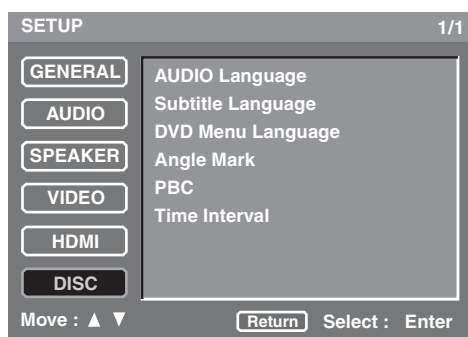 SETUP 1/1
GENERAL
AUDIO
SPEAKER
VIDEO
HDMI
DISC
AUDIO Language
Subtitle Language
DVD Menu Language
Angle Mark
PBC
Time Interval
Move : ▲ ▼ Return Select : Enter